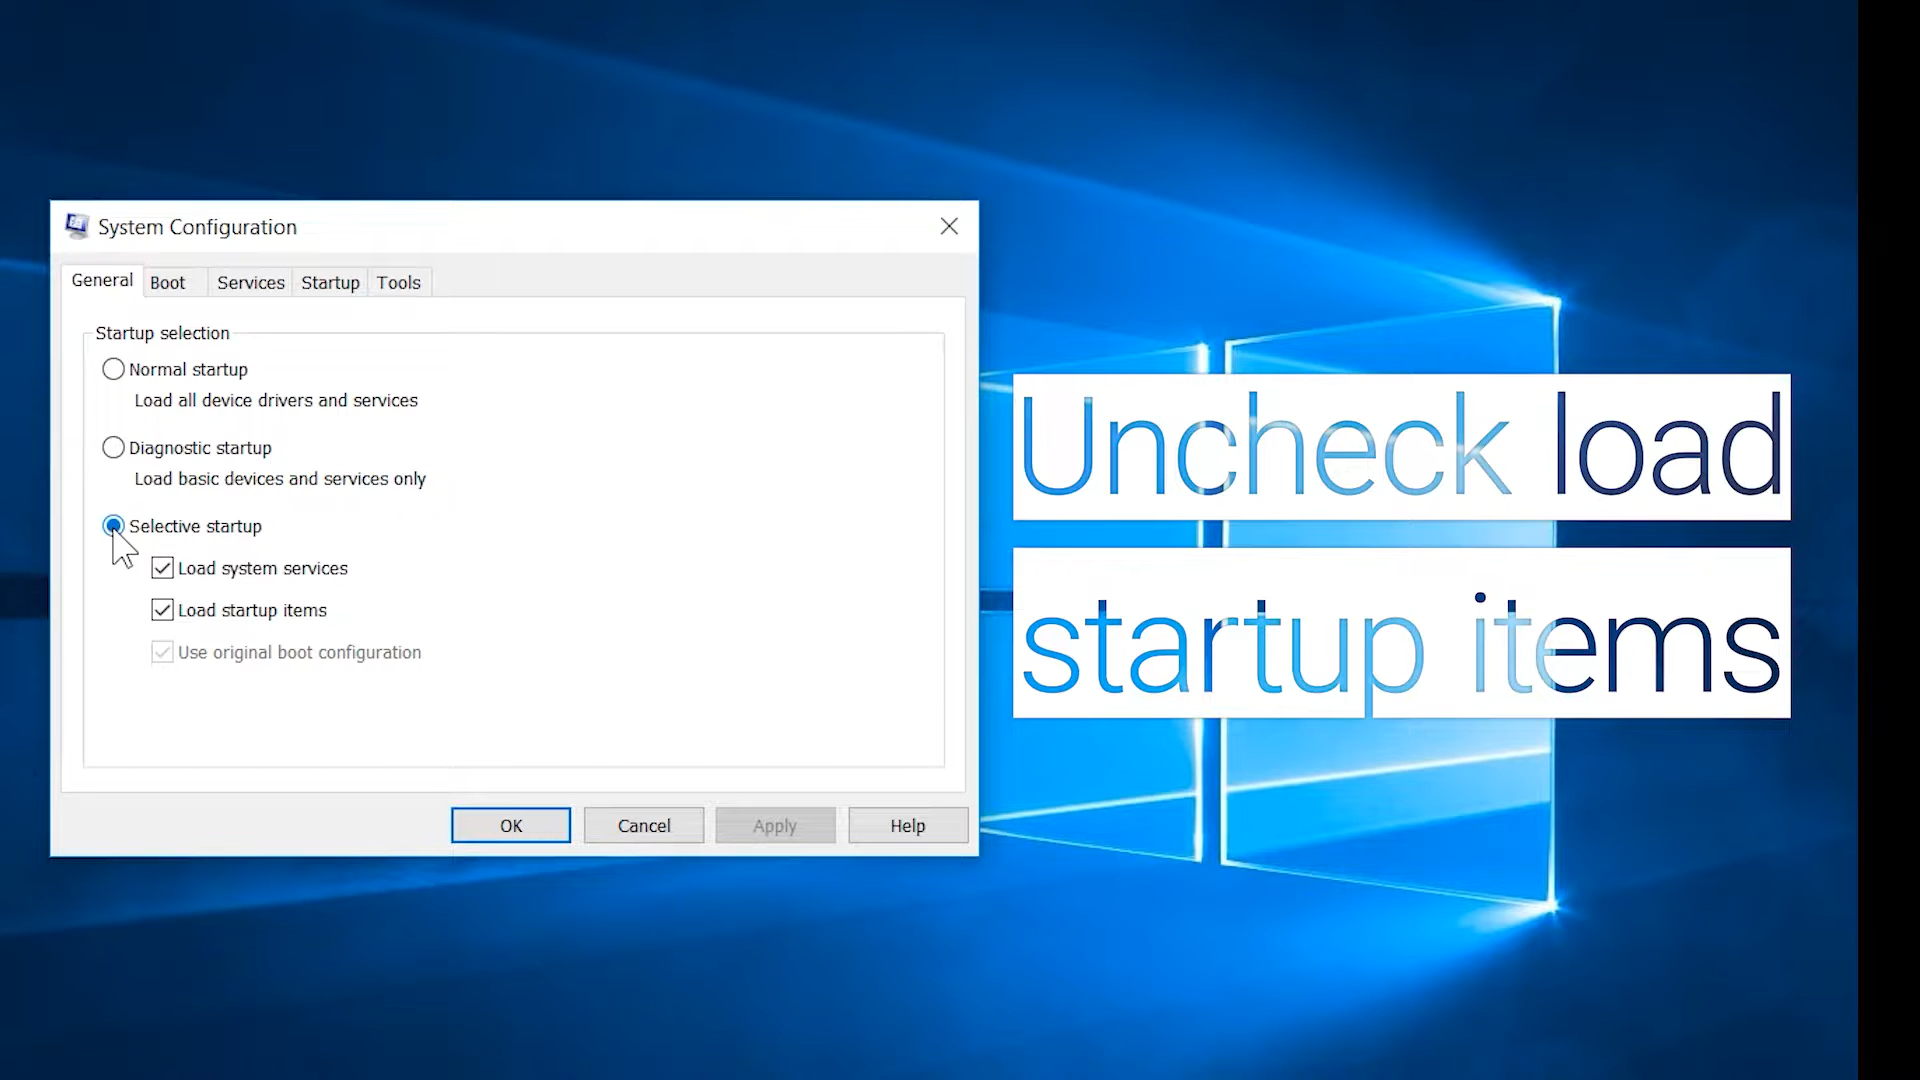 System Configuration
General
Boot
Services
Startup
Tools
Startup selection
Normal startup
Load all device drivers and services
Diagnostic startup
Load basic devices and services only
Selective startup
Load system services
Load startup items
Use original boot configuration
OK
Cancel
Apply
Help
Uncheck load
startup items